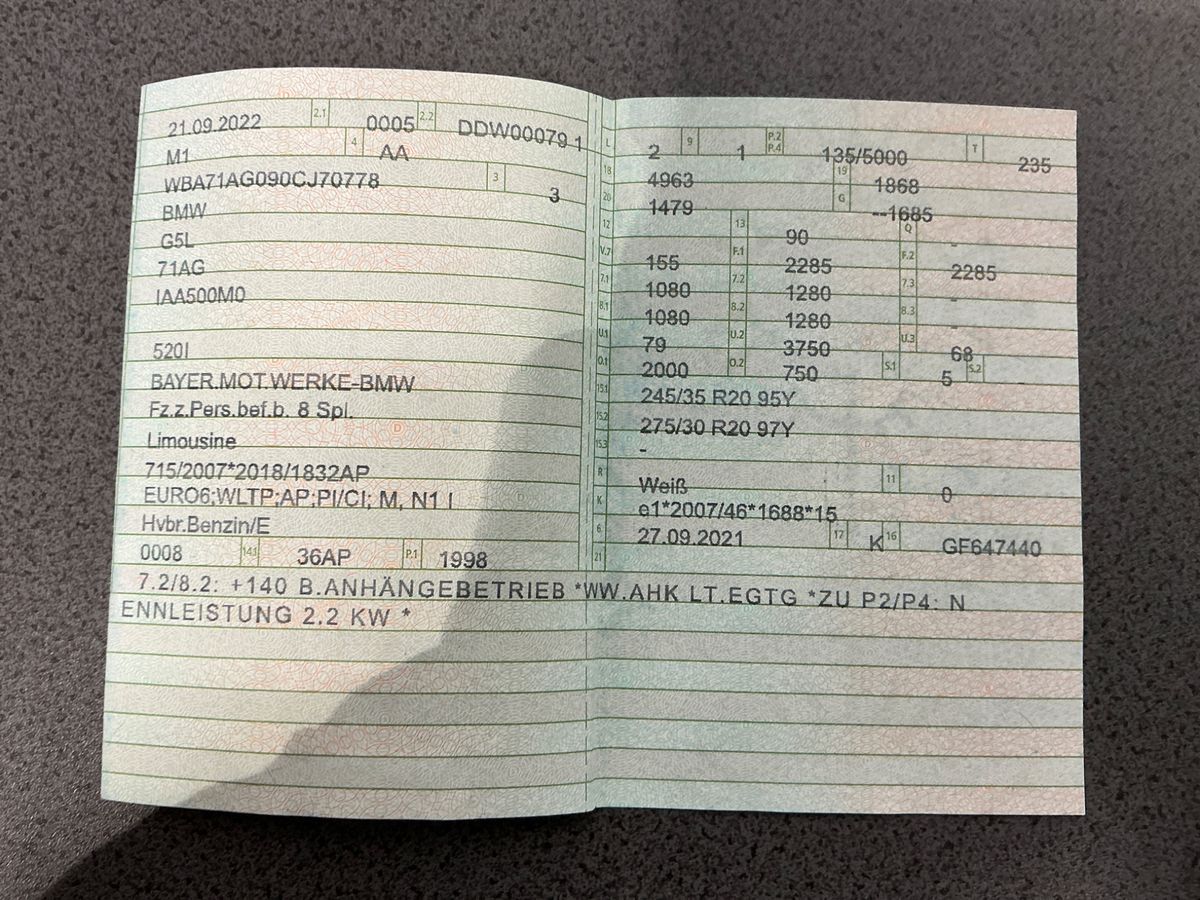 21.09.2022 2.1 0005 2.2 DDW00079 1
M1 4 AA
WBA71AG090CJ70778 3 3
BMW
G5L
71AG
IAA500M0
520I
BAYER.MOT.WERKE-BMW
Fz.z.Pers.bef.b. 8 Spl.
Limousine
715/2007*2018/1832AP
EURO6;WLTP;AP;PI/CI; M, N1 I
Hybr.Benzin/E
0008 14.1 36AP P.1 1998
L 2 9 1 P.2 P.4 135/5000 T 235
18 4963 19 1868
20 1479 G --1685
12 13 90 Q -
V.7 155 F.1 2285 F.2 2285
7.1 1080 7.2 1280 7.3 -
8.1 1080 8.2 1280 8.3 -
U.1 79 U.2 3750 U.3 68
O.1 2000 O.2 750 S.1 5 S.2
15.1 245/35 R20 95Y
15.2 275/30 R20 97Y
15.3 -
R Weiß 11 0
K e1*2007/46*1688*15
6. 27.09.2021 17 K 16 GF647440
21
7.2/8.2: +140 B.ANHÄNGEBETRIEB *WW.AHK LT.EGTG *ZU P2/P4: N
ENNLEISTUNG 2.2 KW *